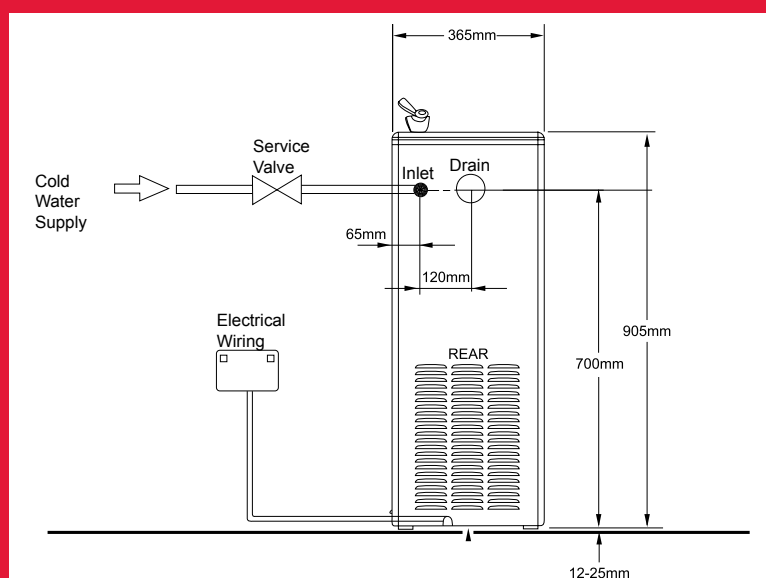 365mm
Service
Valve
Inlet
Drain
Cold
Water
Supply
65mm
120mm
Electrical
Wiring
905mm
REAR
700mm
12-25mm